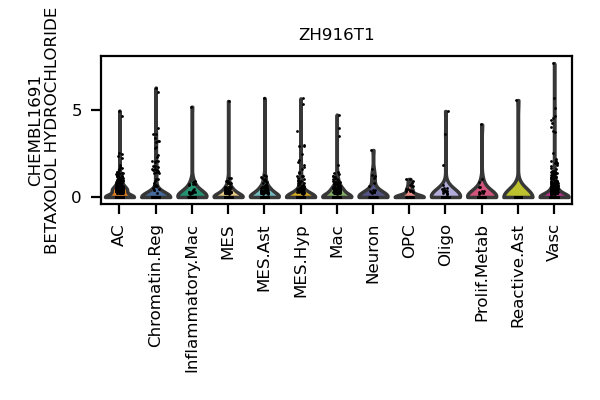 ZH916T1
CHEMBL1691
BETAXOLOL HYDROCHLORIDE
5
0
AC
Chromatin.Reg
Inflammatory.Mac
MES
MES.Ast
MES.Hyp
Mac
Neuron
OPC
Oligo
Prolif.Metab
Reactive.Ast
Vasc